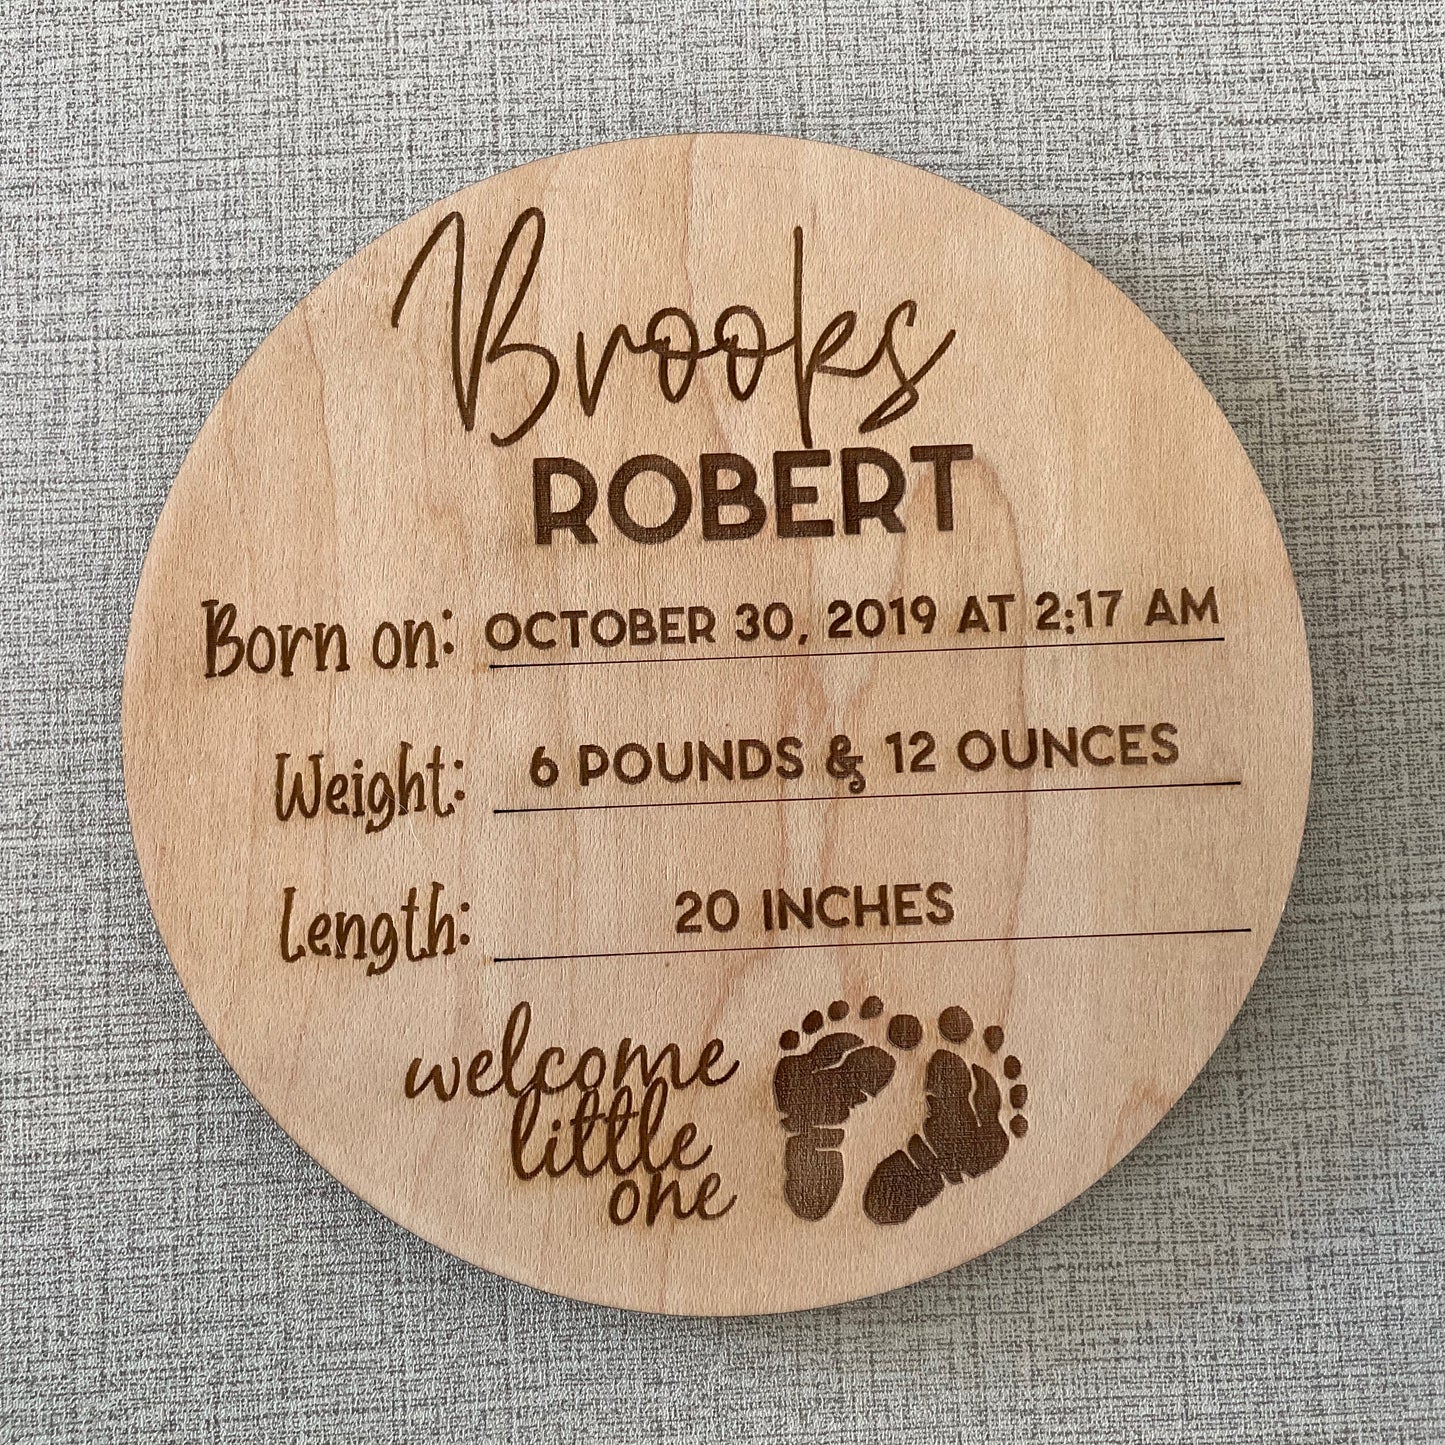 Brooks
ROBERT
Born on: OCTOBER 30, 2019 AT 2:17 AM
Weight: 6 POUNDS & 12 OUNCES
Length: 20 INCHES
welcome
little
one